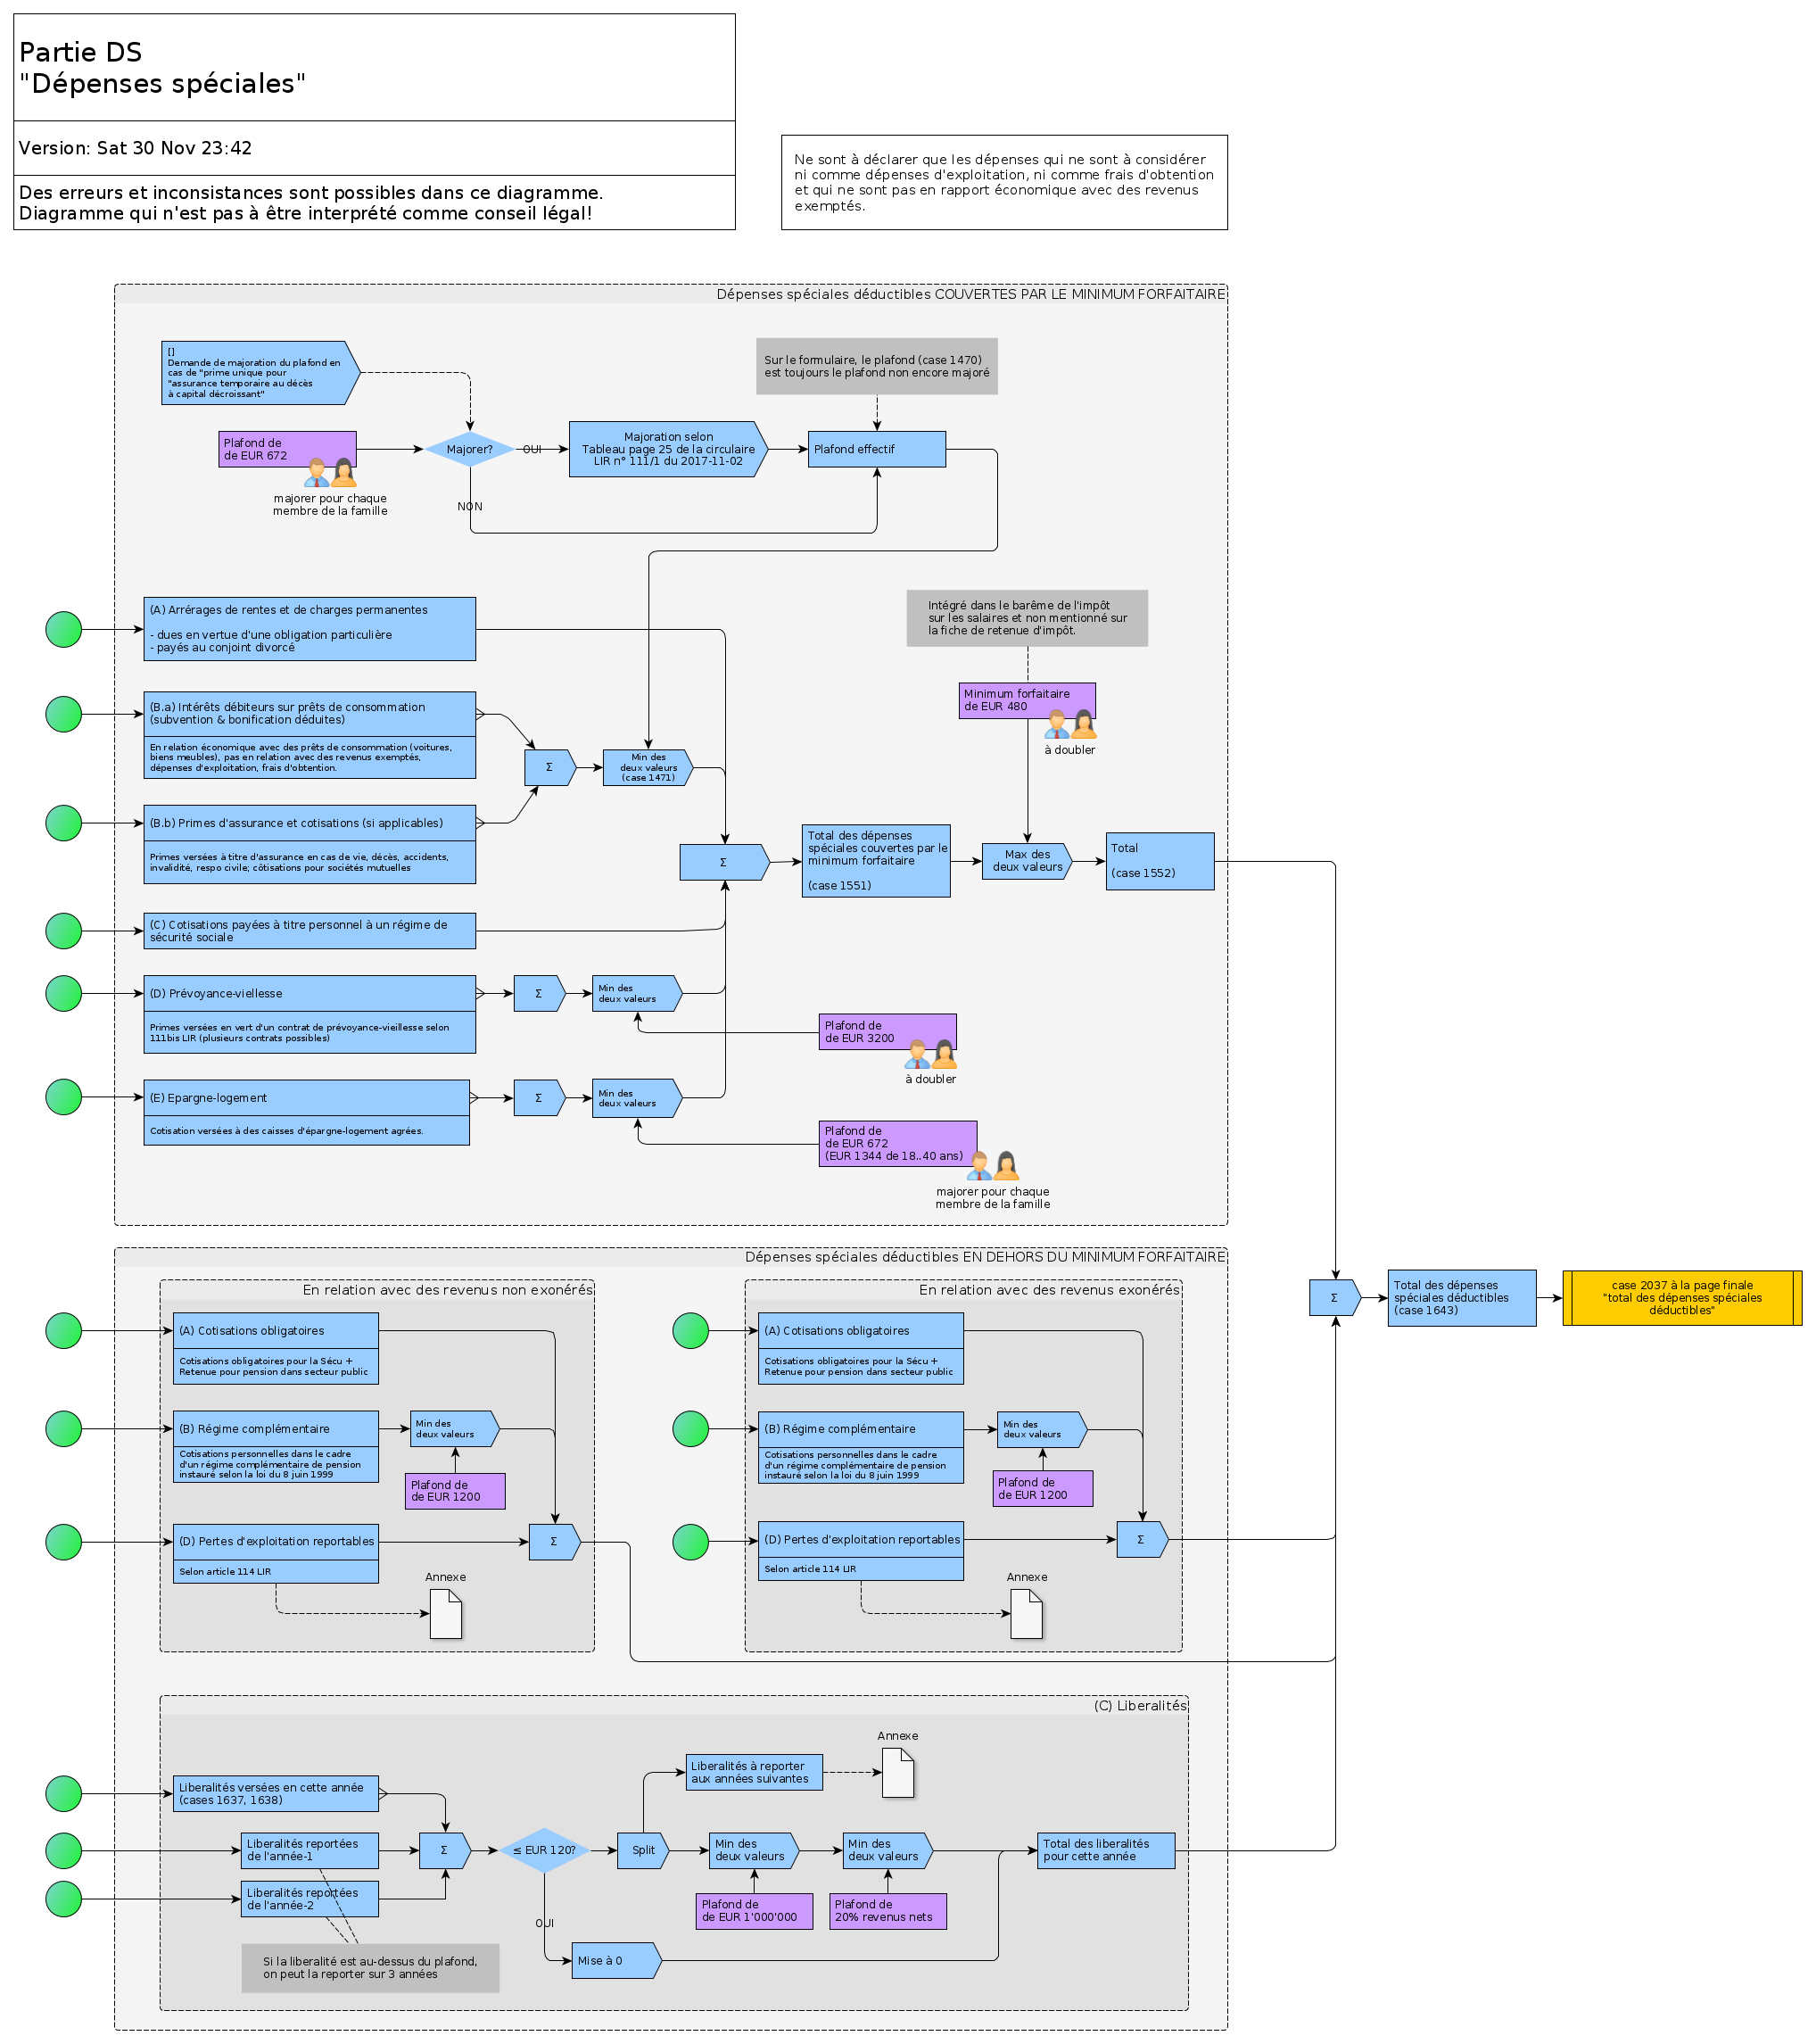 Partie DS
"Dépenses spéciales"
Version: Sat 30 Nov 23:42
Des erreurs et inconsistances sont possibles dans ce diagramme.
Diagramme qui n'est pas à être interprété comme conseil légal!
Ne sont à déclarer que les dépenses qui ne sont à considérer
ni comme dépenses d'exploitation, ni comme frais d'obtention
et qui ne sont pas en rapport économique avec des revenus
exemptés.
Dépenses spéciales déductibles COUVERTES PAR LE MINIMUM FORFAITAIRE
[]
Demande de majoration du plafond en
cas de "prime unique pour
"assurance temporaire au décès
à capital décroissant"
Sur le formulaire, le plafond (case 1470)
est toujours le plafond non encore majoré
Plafond de
de EUR 672
majorer pour chaque
membre de la famille
Majorer?
OUI
NON
Majoration selon
Tableau page 25 de la circulaire
LIR n° 111/1 du 2017-11-02
Plafond effectif
(A) Arrérages de rentes et de charges permanentes
- dues en vertue d'une obligation particulière
- payés au conjoint divorcé
Intégré dans le barême de l'impôt
sur les salaires et non mentionné sur
la fiche de retenue d'impôt.
Minimum forfaitaire
de EUR 480
à doubler
(B.a) Intérêts débiteurs sur prêts de consommation
(subvention & bonification déduites)
En relation économique avec des prêts de consommation (voitures,
biens meubles), pas en relation avec des revenus exemptés,
dépenses d'exploitation, frais d'obtention.
Σ
Min des
deux valeurs
(case 1471)
(B.b) Primes d'assurance et cotisations (si applicables)
Primes versées à titre d'assurance en cas de vie, décès, accidents,
invalidité, respo civile; côtisations pour sociétés mutuelles
Σ
Total des dépenses
spéciales couvertes par le
minimum forfaitaire
(case 1551)
Max des
deux valeurs
Total
(case 1552)
(C) Cotisations payées à titre personnel à un régime de
sécurité sociale
(D) Prévoyance-viellesse
Primes versées en vert d'un contrat de prévoyance-vieillesse selon
111bis LIR (plusieurs contrats possibles)
Σ
Min des
deux valeurs
Plafond de
de EUR 3200
à doubler
(E) Epargne-logement
Cotisation versées à des caisses d'épargne-logement agrées.
Σ
Min des
deux valeurs
Plafond de
de EUR 672
(EUR 1344 de 18..40 ans)
majorer pour chaque
membre de la famille
Dépenses spéciales déductibles EN DEHORS DU MINIMUM FORFAITAIRE
En relation avec des revenus non exonérés
(A) Cotisations obligatoires
Cotisations obligatoires pour la Sécu +
Retenue pour pension dans secteur public
(B) Régime complémentaire
Cotisations personnelles dans le cadre
d'un régime complémentaire de pension
instauré selon la loi du 8 juin 1999
Min des
deux valeurs
Plafond de
de EUR 1200
(D) Pertes d'exploitation reportables
Selon article 114 LIR
Σ
Annexe
En relation avec des revenus exonérés
(A) Cotisations obligatoires
Cotisations obligatoires pour la Sécu +
Retenue pour pension dans secteur public
(B) Régime complémentaire
Cotisations personnelles dans le cadre
d'un régime complémentaire de pension
instauré selon la loi du 8 juin 1999
Min des
deux valeurs
Plafond de
de EUR 1200
(D) Pertes d'exploitation reportables
Selon article 114 LIR
Σ
Annexe
Σ
Total des dépenses
spéciales déductibles
(case 1643)
case 2037 à la page finale
"total des dépenses spéciales
déductibles"
(C) Liberalités
Liberalités versées en cette année
(cases 1637, 1638)
Liberalités reportées
de l'année-1
Liberalités reportées
de l'année-2
Si la liberalité est au-dessus du plafond,
on peut la reporter sur 3 années
Σ
≤ EUR 120?
OUI
Mise à 0
Split
Liberalités à reporter
aux années suivantes
Annexe
Min des
deux valeurs
Plafond de
de EUR 1'000'000
Min des
deux valeurs
Plafond de
20% revenus nets
Total des liberalités
pour cette année